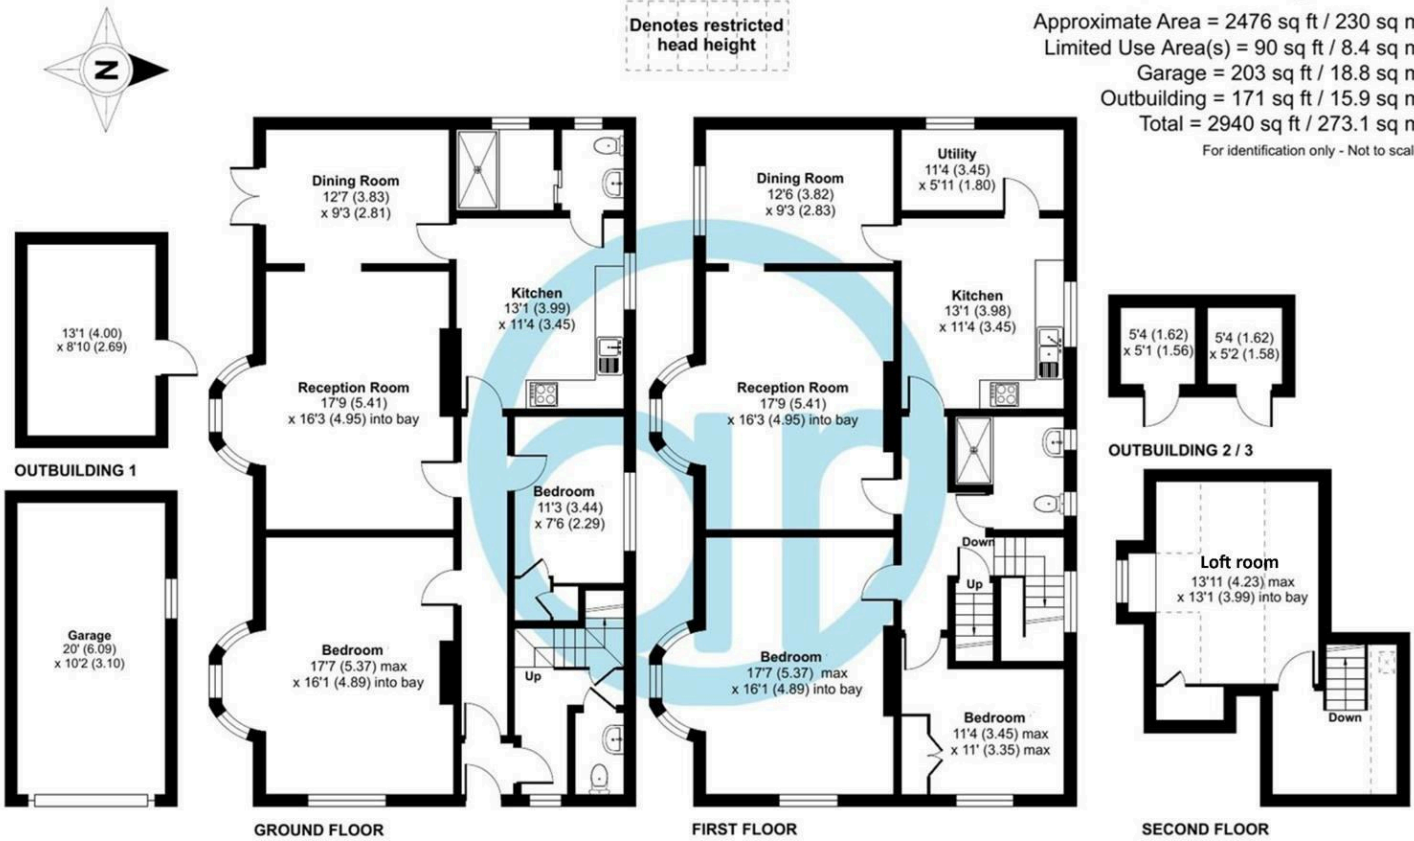 N
Denotes restricted
head height
Approximate Area = 2476 sq ft / 230 sq m
Limited Use Area(s) = 90 sq ft / 8.4 sq m
Garage = 203 sq ft / 18.8 sq m
Outbuilding = 171 sq ft / 15.9 sq m
Total = 2940 sq ft / 273.1 sq m
For identification only - Not to scal
13'1 (4.00)
x 8'10 (2.69)
OUTBUILDING 1
Garage
20' (6.09)
x 10'2 (3.10)
Dining Room
12'7 (3.83)
x 9'3 (2.81)
Kitchen
13'1 (3.99)
x 11'4 (3.45)
Reception Room
17'9 (5.41)
x 16'3 (4.95) into bay
Bedroom
11'3 (3.44)
x 7'6 (2.29)
Bedroom
17'7 (5.37) max
x 16'1 (4.89) into bay
Up
GROUND FLOOR
Dining Room
12'6 (3.82)
x 9'3 (2.83)
Utility
11'4 (3.45)
x 5'11 (1.80)
Kitchen
13'1 (3.98)
x 11'4 (3.45)
Reception Room
17'9 (5.41)
x 16'3 (4.95) into bay
Down
Up
Bedroom
17'7 (5.37) max
x 16'1 (4.89) into bay
Bedroom
11'4 (3.45) max
x 11' (3.35) max
FIRST FLOOR
5'4 (1.62)
x 5'1 (1.56)
5'4 (1.62)
x 5'2 (1.58)
OUTBUILDING 2 / 3
Loft room
13'11 (4.23) max
x 13'1 (3.99) into bay
Down
SECOND FLOOR